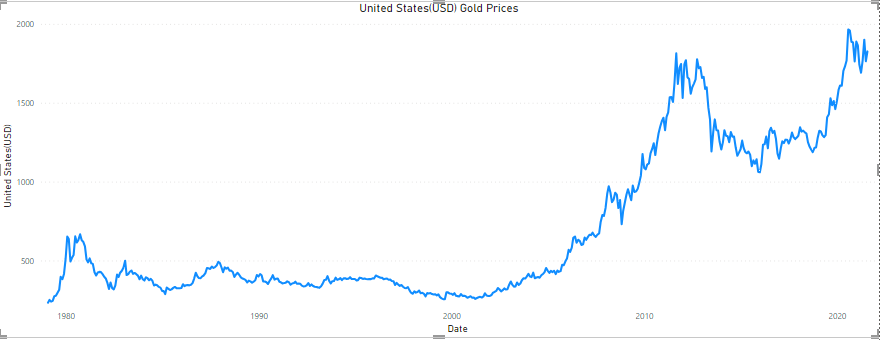 United States(USD) Gold Prices
United States(USD)
2000
1500
1000
500
1980 1990 2000 2010 2020
Date